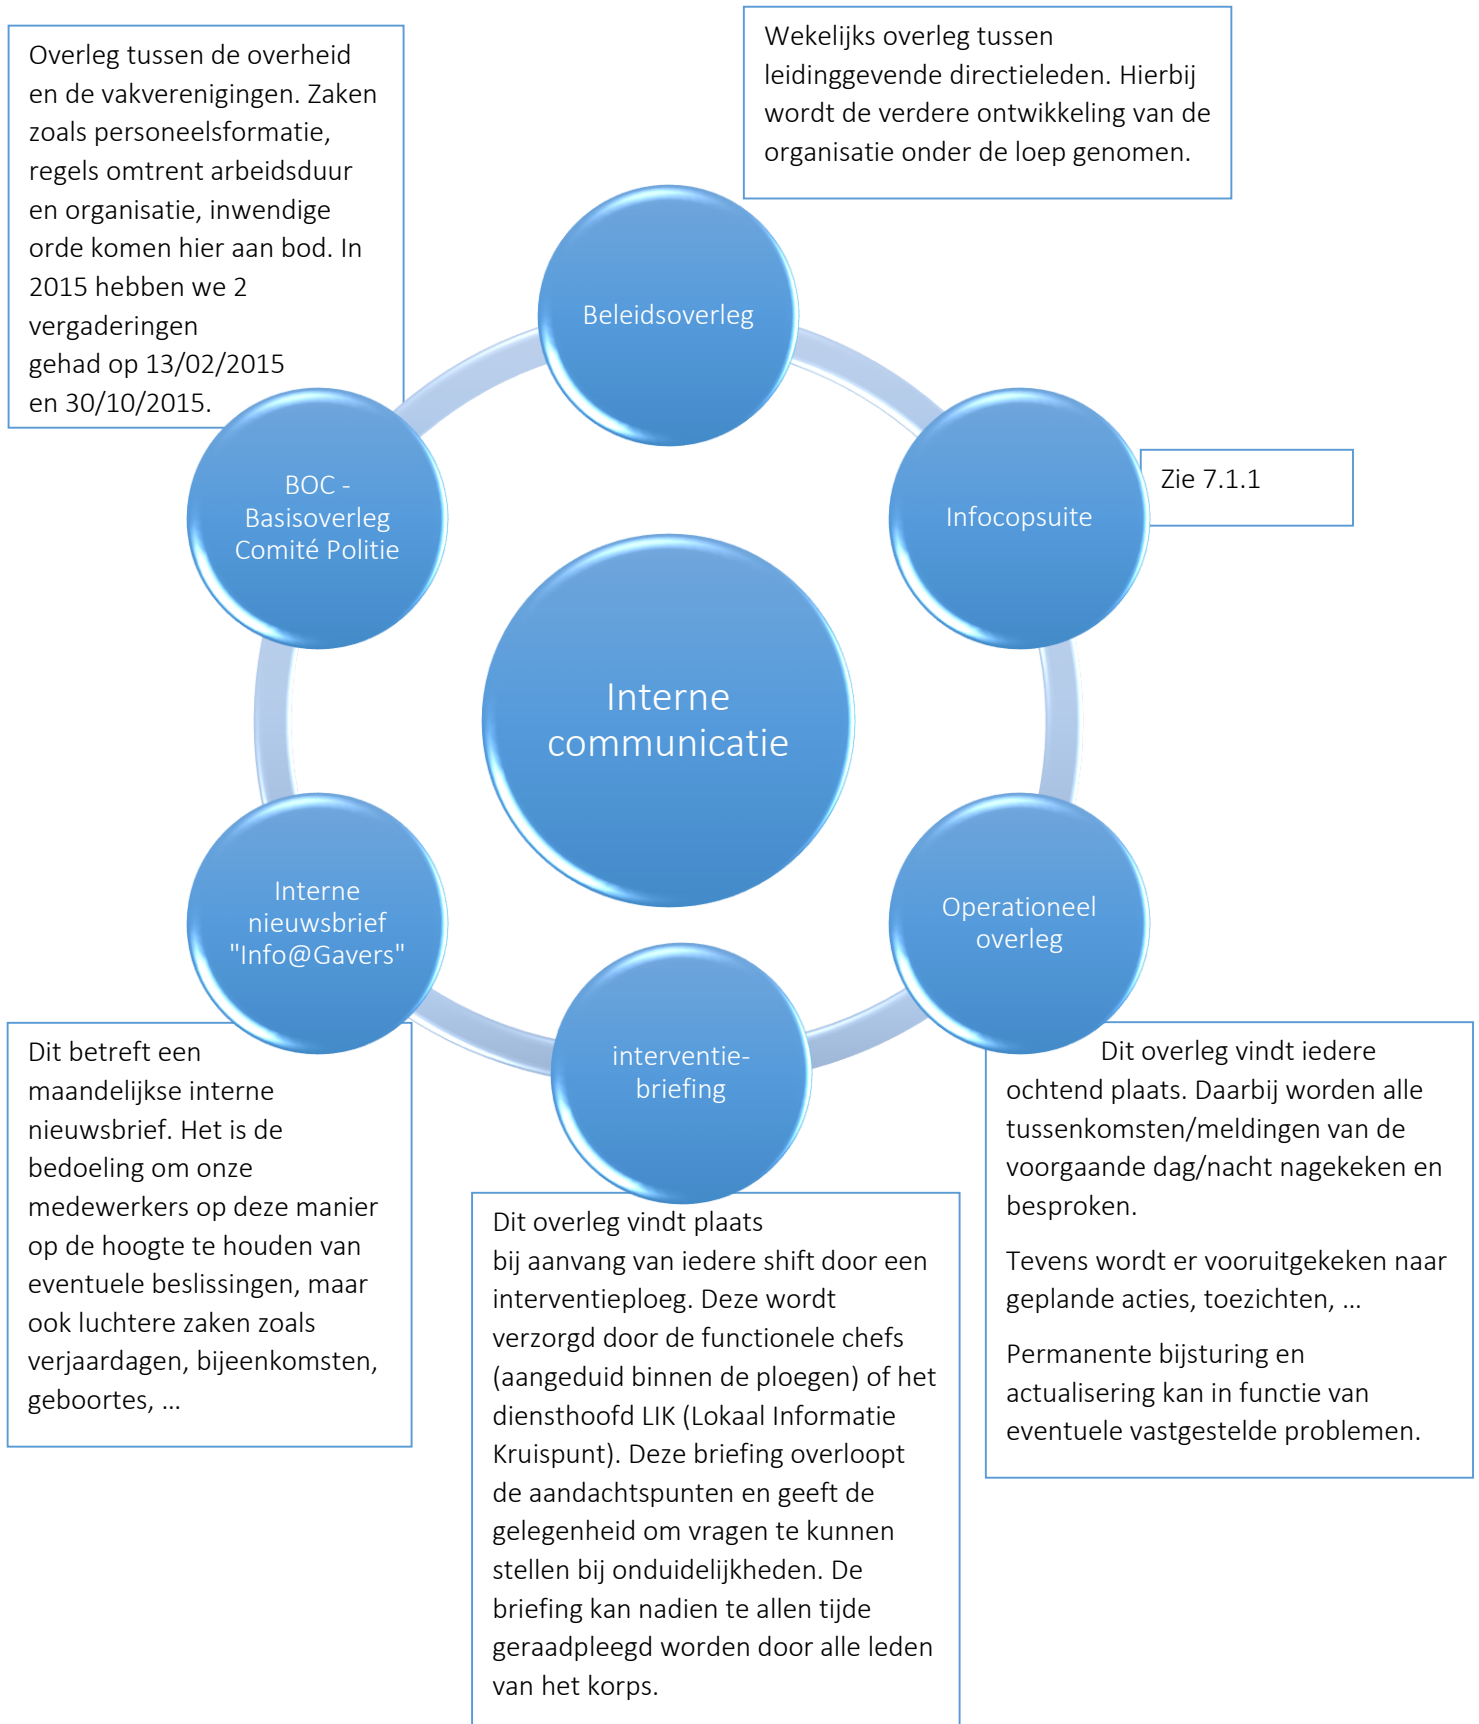 Overleg tussen de overheid
en de vakverenigingen. Zaken
zoals personeelsformatie,
regels omtrent arbeidsduur
en organisatie, inwendige
orde komen hier aan bod. In
2015 hebben we 2
vergaderingen
gehad op 13/02/2015
en 30/10/2015.
Wekelijks overleg tussen
leidinggevende directieleden. Hierbij
wordt de verdere ontwikkeling van de
organisatie onder de loep genomen.
Beleidsoverleg
BOC -
Basisoverleg
Comité Politie
Infocopsuite
Zie 7.1.1
Interne
communicatie
Interne
nieuwsbrief
"Info@Gavers"
Operationeel
overleg
interventie-
briefing
Dit betreft een
maandelijkse interne
nieuwsbrief. Het is de
bedoeling om onze
medewerkers op deze manier
op de hoogte te houden van
eventuele beslissingen, maar
ook luchtere zaken zoals
verjaardagen, bijeenkomsten,
geboortes, ...
Dit overleg vindt plaats
bij aanvang van iedere shift door een
interventieploeg. Deze wordt
verzorgd door de functionele chefs
(aangeduid binnen de ploegen) of het
diensthoofd LIK (Lokaal Informatie
Kruispunt). Deze briefing overloopt
de aandachtspunten en geeft de
gelegenheid om vragen te kunnen
stellen bij onduidelijkheden. De
briefing kan nadien te allen tijde
geraadpleegd worden door alle leden
van het korps.
Dit overleg vindt iedere
ochtend plaats. Daarbij worden alle
tussenkomsten/meldingen van de
voorgaande dag/nacht nagekeken en
besproken.
Tevens wordt er vooruitgekeken naar
geplande acties, toezichten, ...
Permanente bijsturing en
actualisering kan in functie van
eventuele vastgestelde problemen.